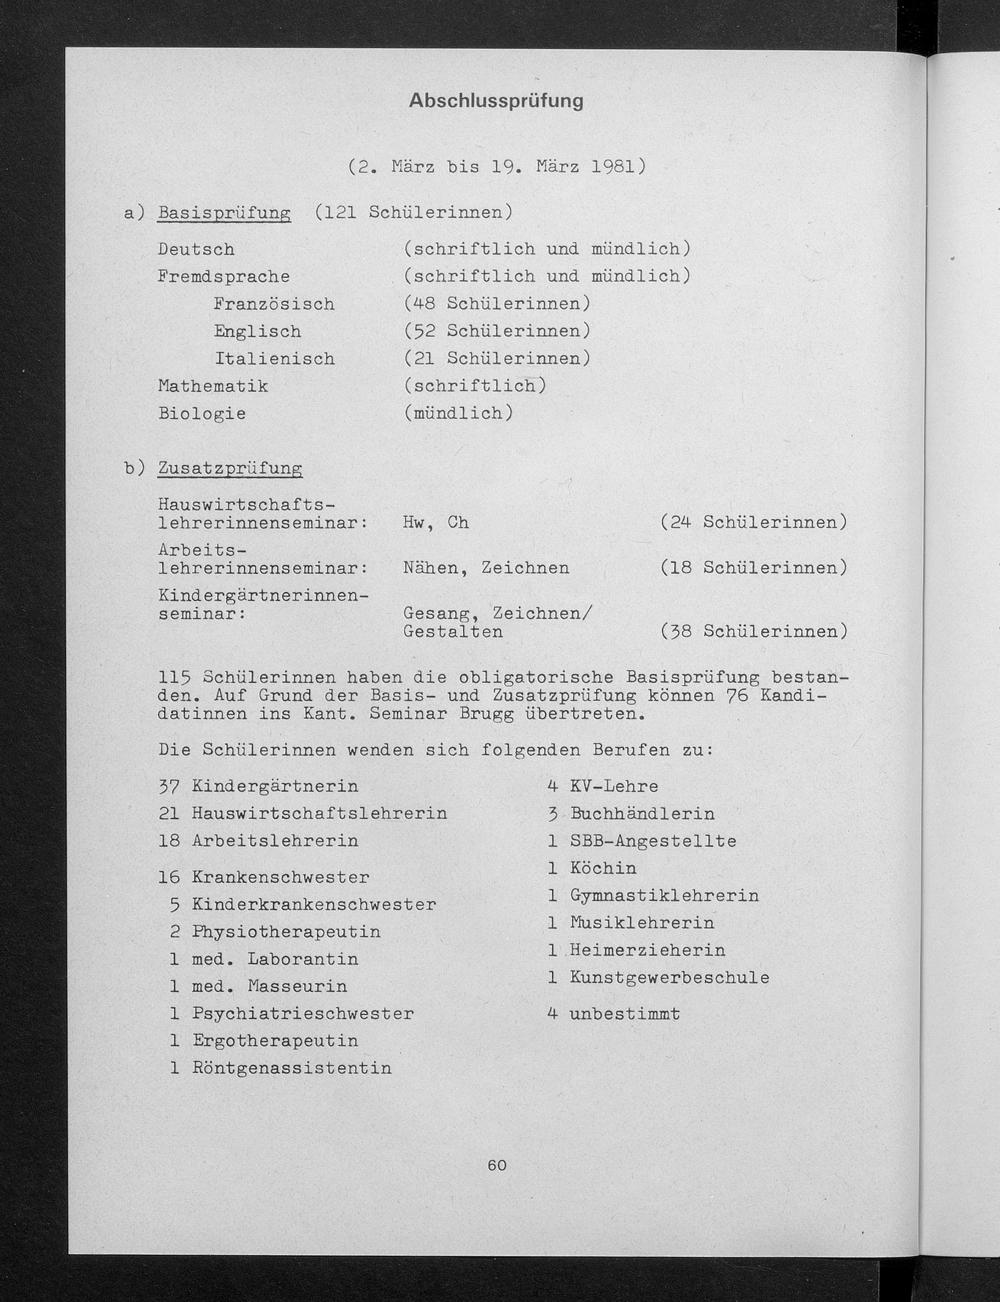 Abschlussprüfung
(2. März bis 19. März 1981)
a) Basisprüfung (121 Schülerinnen)
Deutsch (schriftlich und mündlich)
Fremdsprache (schriftlich und mündlich)
Französisch (48 Schülerinnen)
Englisch (52 Schülerinnen)
Italienisch (21 Schülerinnen)
Mathematik (schriftlich)
Biologie (mündlich)
b) Zusatzprüfung
Hauswirtschafts-
lehrerinnenseminar: Hw, Ch (24 Schülerinnen)
Arbeits-
lehrerinnenseminar: Nähen, Zeichnen (18 Schülerinnen)
Kindergärtnerinnen-
seminar: Gesang, Zeichnen/
Gestalten (38 Schülerinnen)
115 Schülerinnen haben die obligatorische Basisprüfung bestan-
den. Auf Grund der Basis- und Zusatzprüfung können 76 Kandi-
datinnen ins Kant. Seminar Brugg übertreten.
Die Schülerinnen wenden sich folgenden Berufen zu:
37 Kindergärtnerin
21 Hauswirtschaftslehrerin
18 Arbeitslehrerin
16 Krankenschwester
5 Kinderkrankenschwester
2 Physiotherapeutin
1 med. Laborantin
1 med. Masseurin
1 Psychiatrieschwester
1 Ergotherapeutin
1 Röntgenassistentin
4 KV-Lehre
3 Buchhändlerin
1 SBB-Angestellte
1 Köchin
1 Gymnastiklehrerin
1 Musiklehrerin
1 Heimerzieherin
1 Kunstgewerbeschule
4 unbestimmt
60